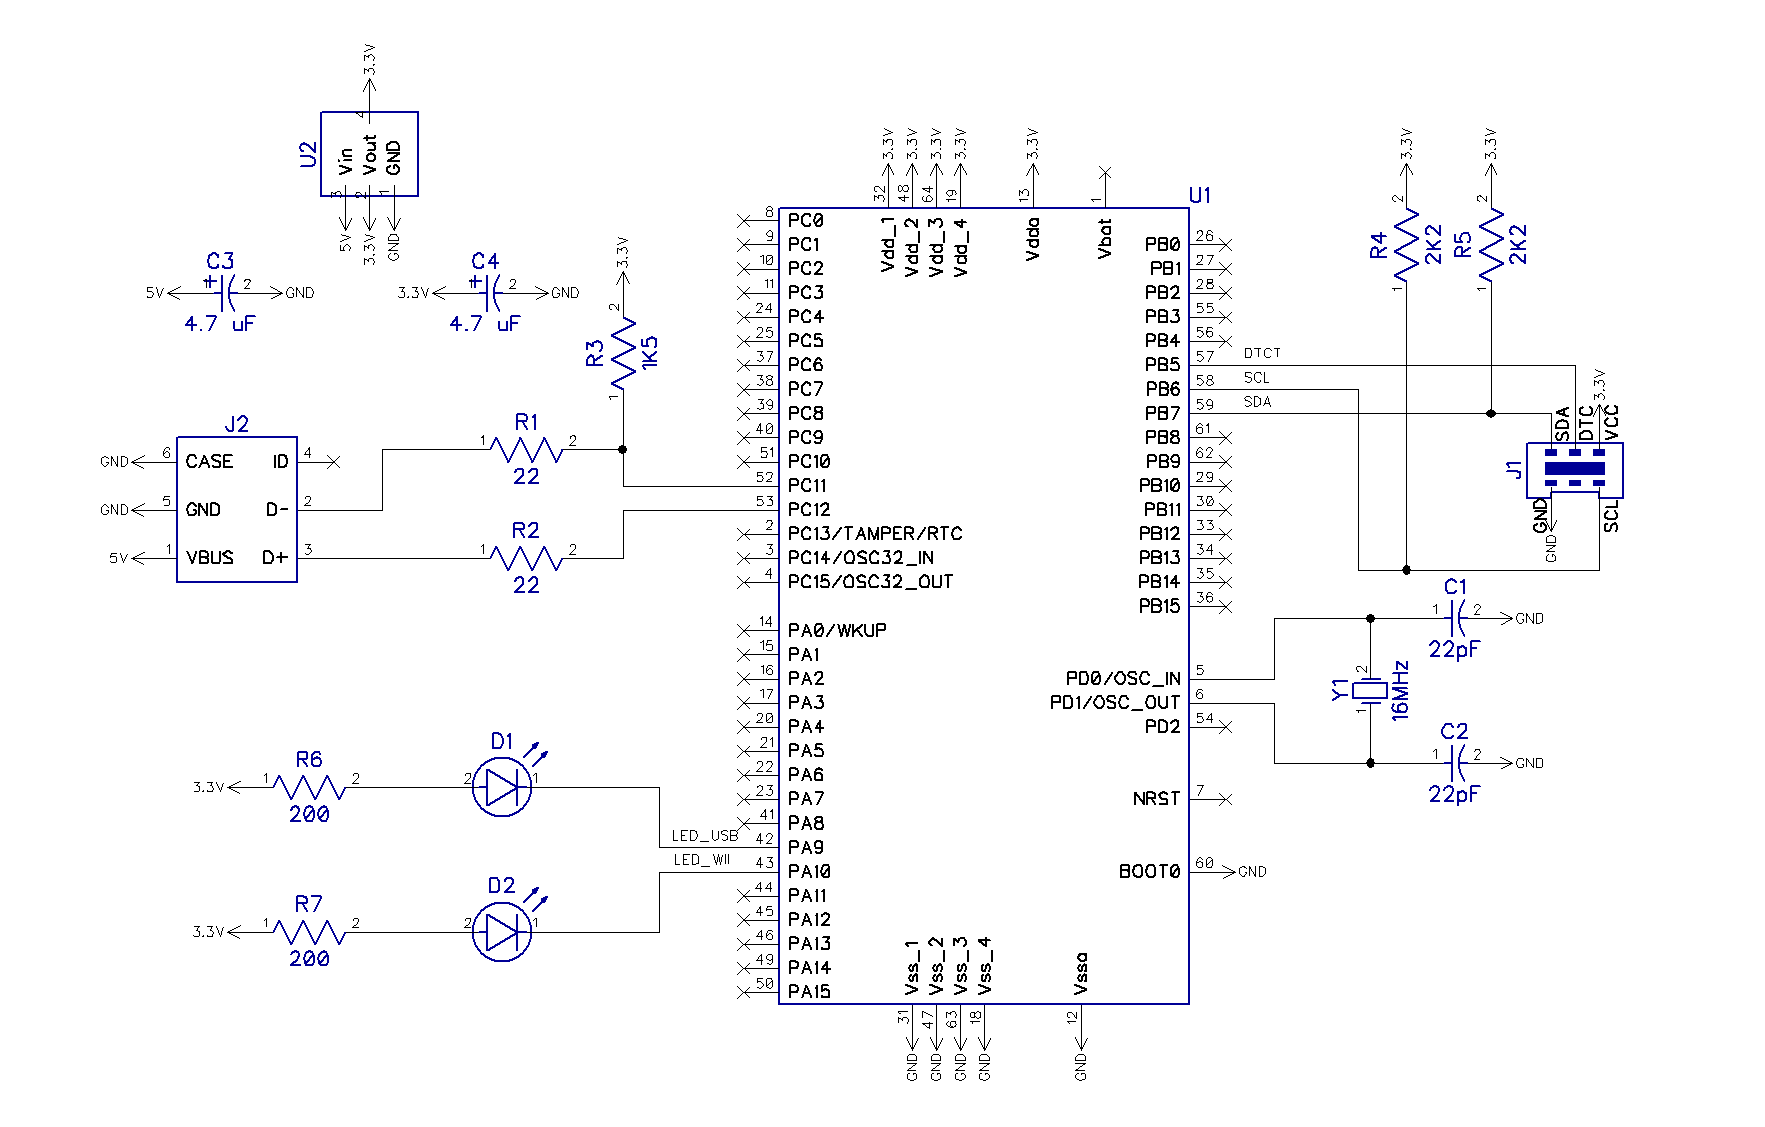 3.3V
4
U2
Vin
Vout
GND
3
2
1
5V
3.3V
GND
C3
5V
1
+
2
GND
4.7 uF
C4
3.3V
1
+
2
GND
4.7 uF
3.3V
2
R3
1K5
1
J2
GND
6
CASE
ID
4
GND
5
GND
D-
2
5V
1
VBUS
D+
3
R1
1
2
22
R2
1
2
22
R6
3.3V
1
2
200
D1
2
1
LED_USB
LED_WII
R7
3.3V
1
2
200
D2
2
1
U1
3.3V
3.3V
3.3V
3.3V
3.3V
32
48
64
19
13
1
Vdd_1
Vdd_2
Vdd_3
Vdd_4
Vdda
Vbat
8 PC0
9 PC1
10 PC2
11 PC3
24 PC4
25 PC5
37 PC6
38 PC7
39 PC8
40 PC9
51 PC10
52 PC11
53 PC12
2 PC13/TAMPER/RTC
3 PC14/OSC32_IN
4 PC15/OSC32_OUT
14 PA0/WKUP
15 PA1
16 PA2
17 PA3
20 PA4
21 PA5
22 PA6
23 PA7
41 PA8
42 PA9
43 PA10
44 PA11
45 PA12
46 PA13
49 PA14
50 PA15
PB0 26
PB1 27
PB2 28
PB3 55
PB4 56
PB5 57 DTCT
PB6 58 SCL
PB7 59 SDA
PB8 61
PB9 62
PB10 29
PB11 30
PB12 33
PB13 34
PB14 35
PB15 36
PD0/OSC_IN 5
PD1/OSC_OUT 6
PD2 54
NRST 7
BOOT0 60 GND
Vss_1
Vss_2
Vss_3
Vss_4
Vssa
31
47
63
18
12
GND
GND
GND
GND
GND
3.3V
2
R4
2K2
1
3.3V
2
R5
2K2
1
3.3V
SDA
DTC
VCC
J1
GND
SCL
GND
C1
1
2
GND
22pF
2
Y1
16MHz
1
C2
1
2
GND
22pF